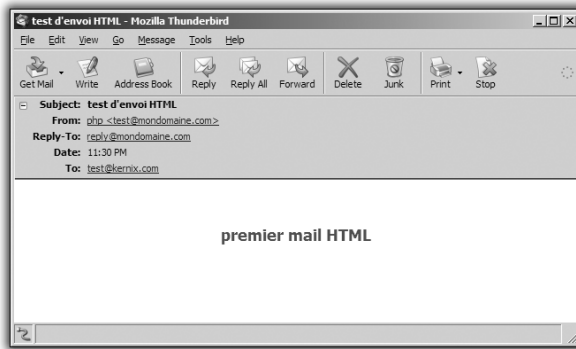 test d'envoi HTML - Mozilla Thunderbird
File Edit View Go Message Tools Help
Get Mail Write Address Book Reply Reply All Forward Delete Junk Print Stop
Subject: test d'envoi HTML
From: php <test@mondomaine.com>
Reply-To: reply@mondomaine.com
Date: 11:30 PM
To: test@kernix.com
premier mail HTML